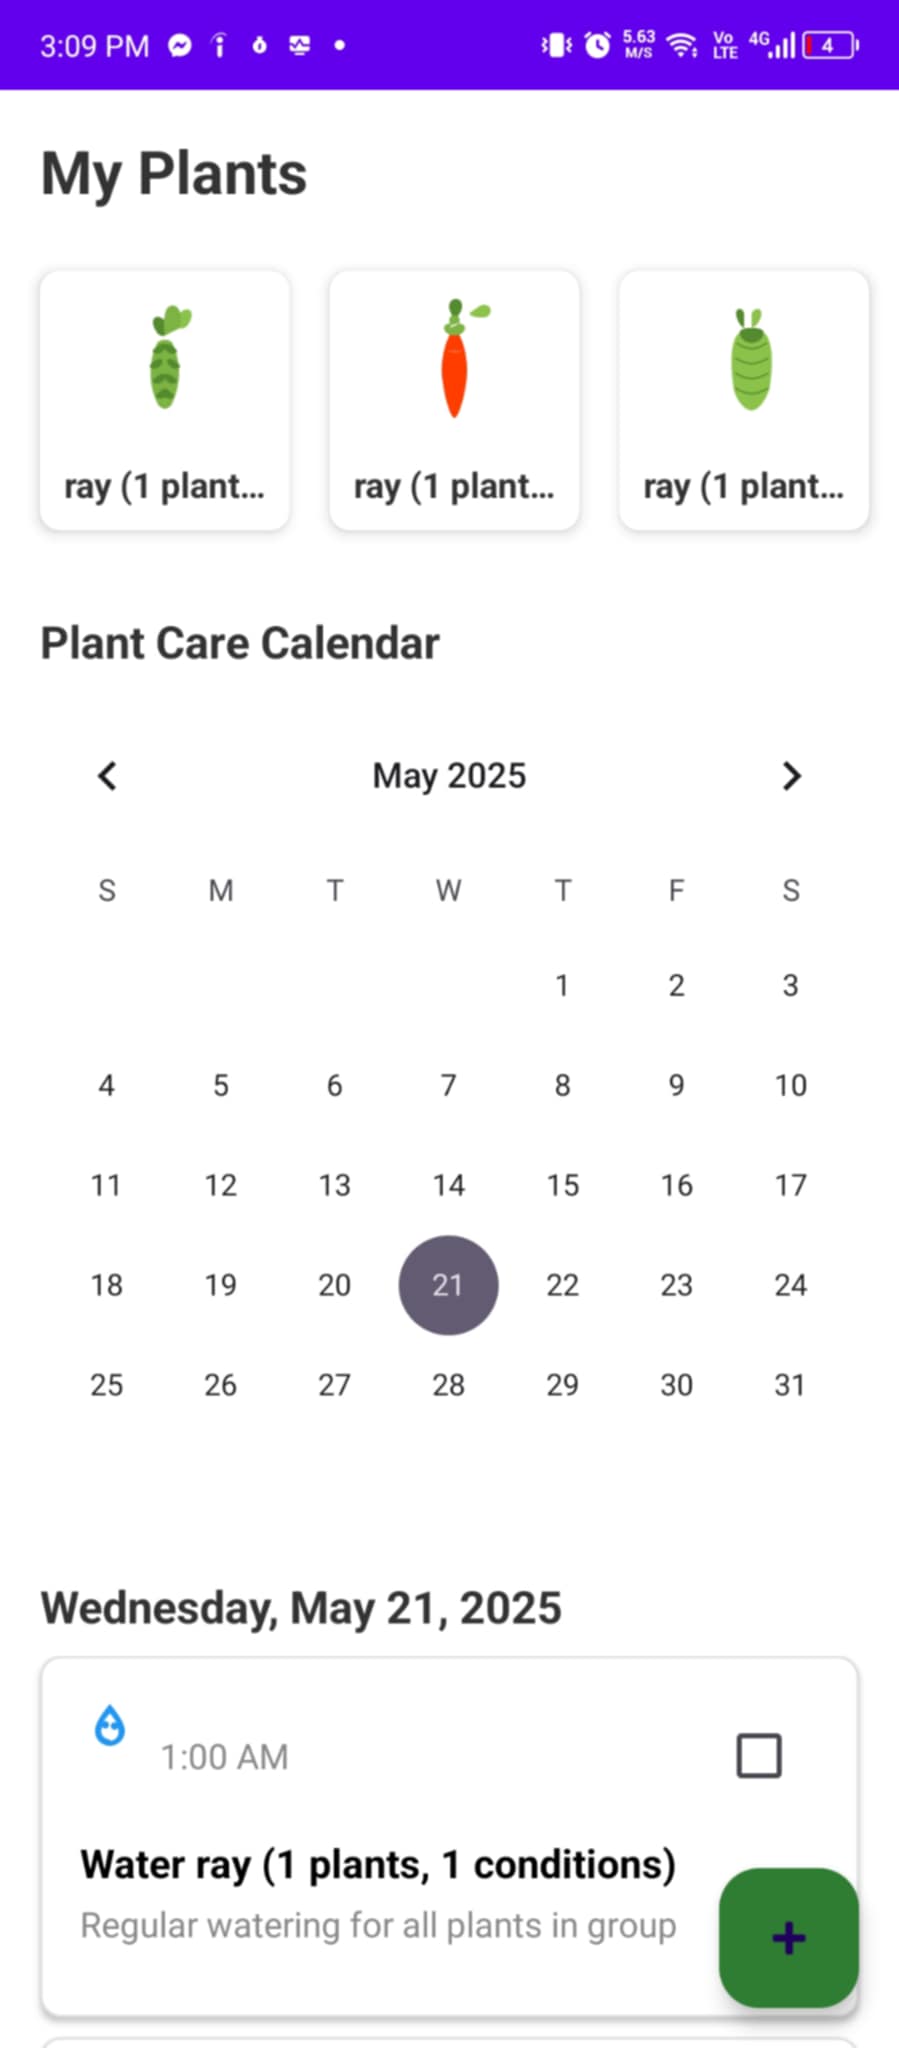 3:09 PM 5.63 M/S Vo LTE 4G 4
My Plants
ray (1 plant... ray (1 plant... ray (1 plant...
Plant Care Calendar
May 2025
S M T W T F S
1 2 3
4 5 6 7 8 9 10
11 12 13 14 15 16 17
18 19 20 21 22 23 24
25 26 27 28 29 30 31
Wednesday, May 21, 2025
1:00 AM
Water ray (1 plants, 1 conditions)
Regular watering for all plants in group
+